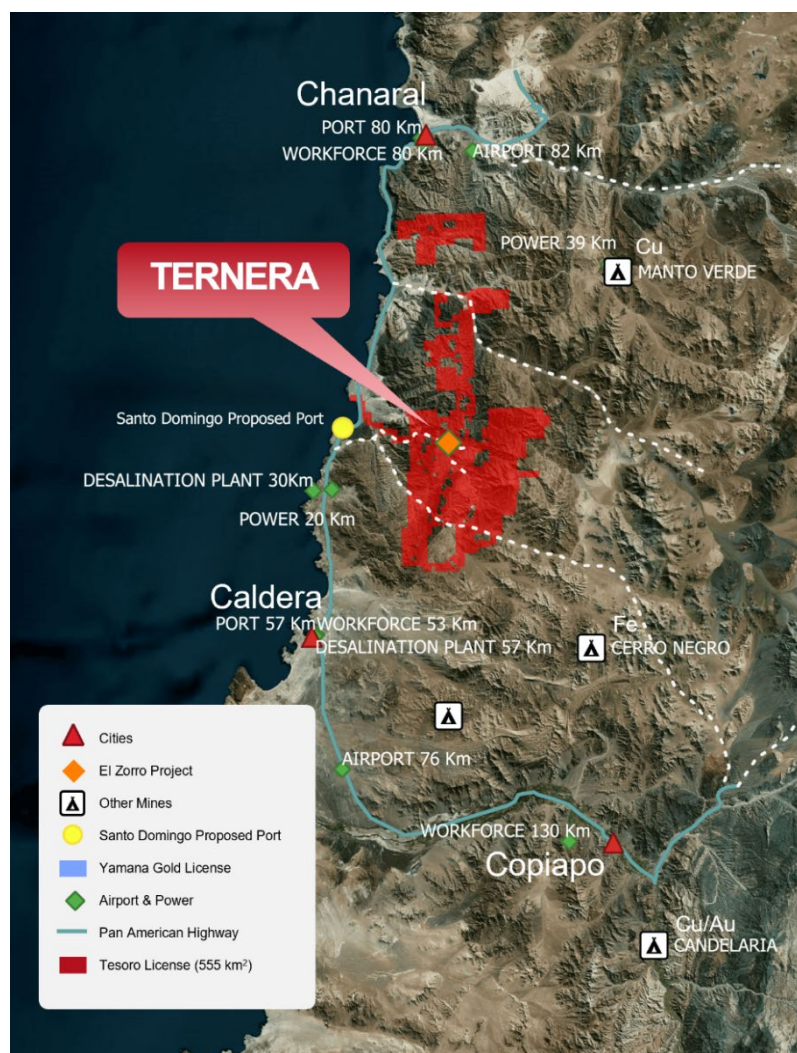 Chanaral
PORT 80 Km
WORKFORCE 80 Km
AIRPORT 82 Km
POWER 39 Km
Cu
MANTO VERDE
TERNERA
Santo Domingo Proposed Port
DESALINATION PLANT 30Km
POWER 20 Km
Caldera
PORT 57 Km
WORKFORCE 53 Km
DESALINATION PLANT 57 Km
Fe
CERRO NEGRO
AIRPORT 76 Km
WORKFORCE 130 Km
Copiapo
Cu/Au
CANDELARIA
Cities
El Zorro Project
Other Mines
Santo Domingo Proposed Port
Yamana Gold License
Airport & Power
Pan American Highway
Tesoro License (555 km²)